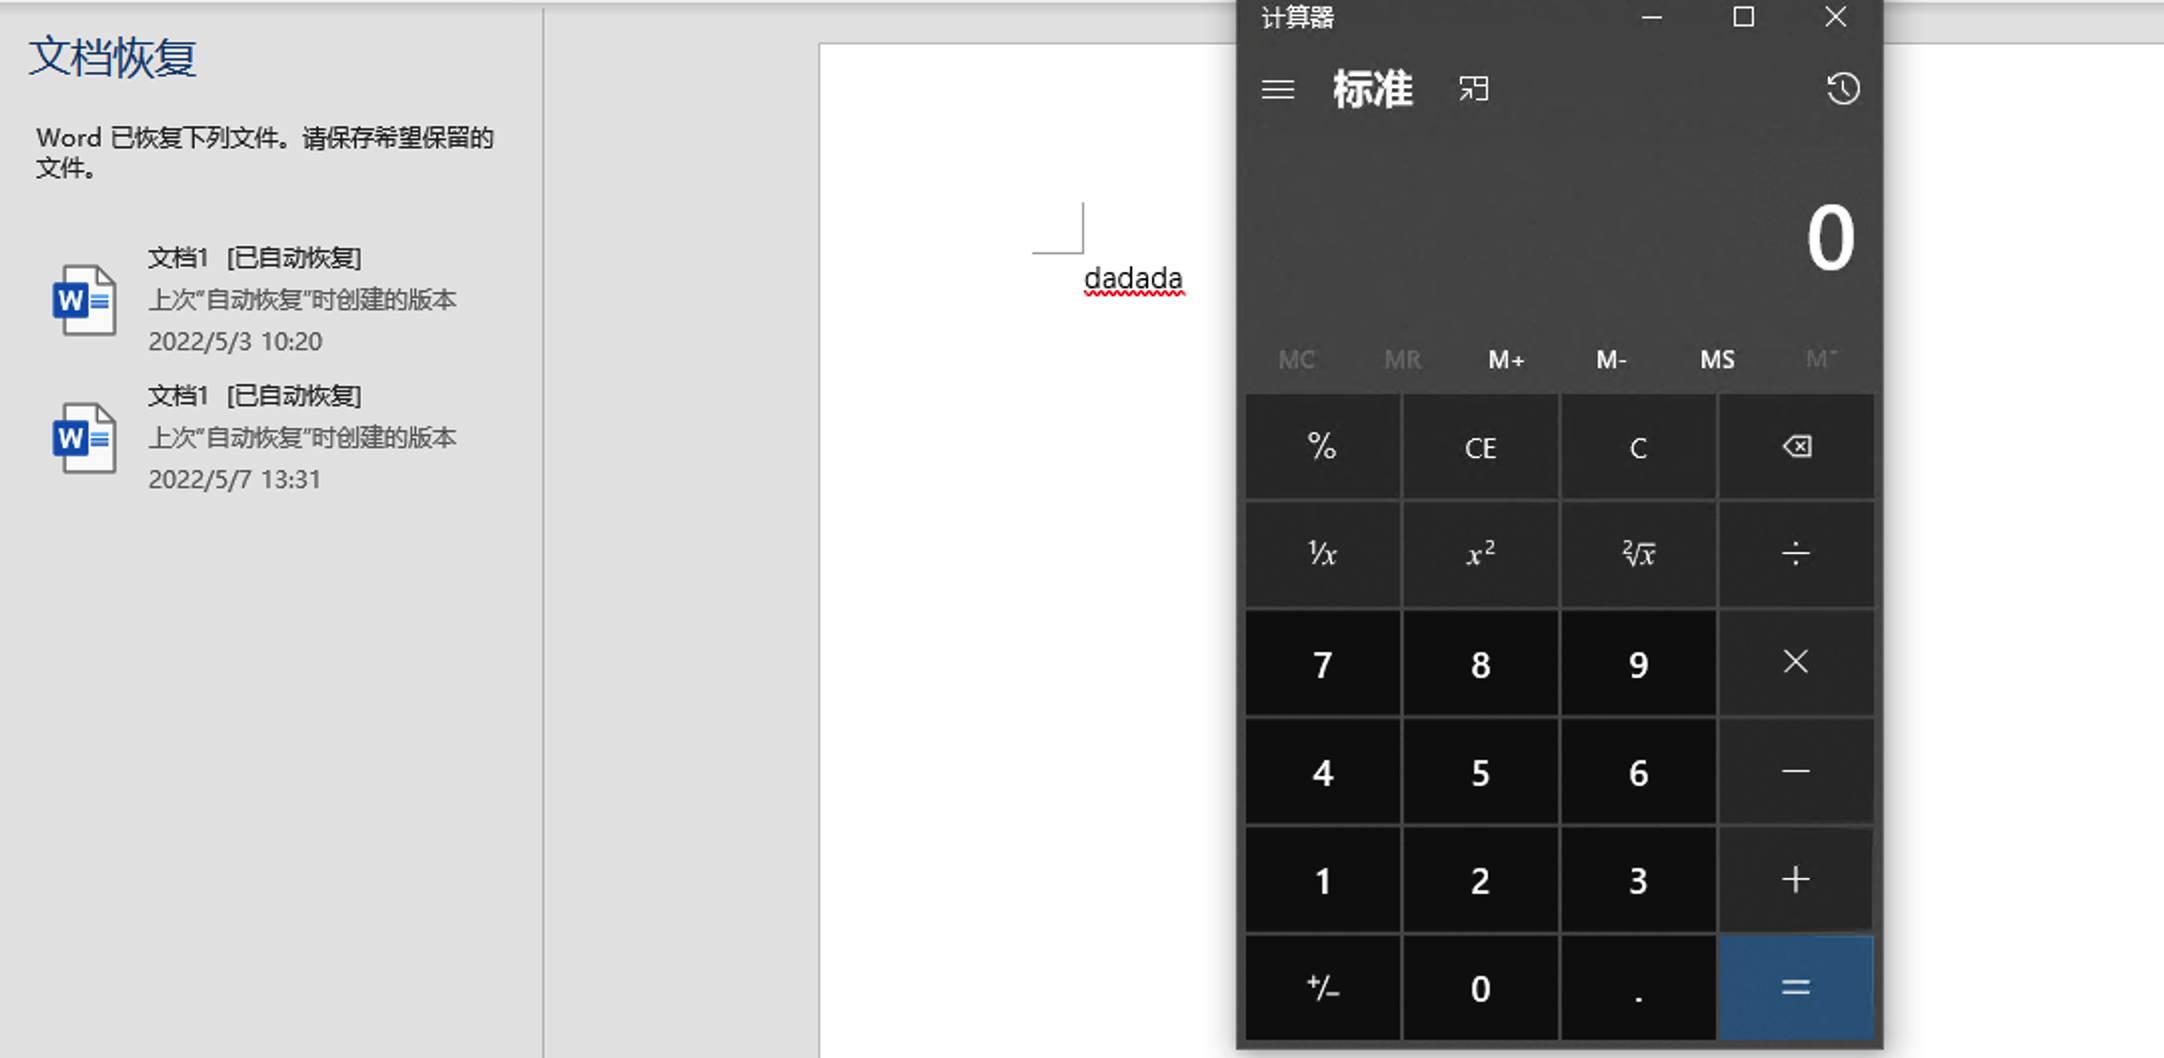 文档恢复
Word 已恢复下列文件。请保存希望保留的
文件。
文档1 [已自动恢复]
上次“自动恢复”时创建的版本
2022/5/3 10:20
文档1 [已自动恢复]
上次“自动恢复”时创建的版本
2022/5/7 13:31
dadada
计算器
标准
0
MC MR M+ M- MS Mˇ
% CE C
¹/x x² ²√x ÷
7 8 9 ×
4 5 6 −
1 2 3 +
+/− 0 . =